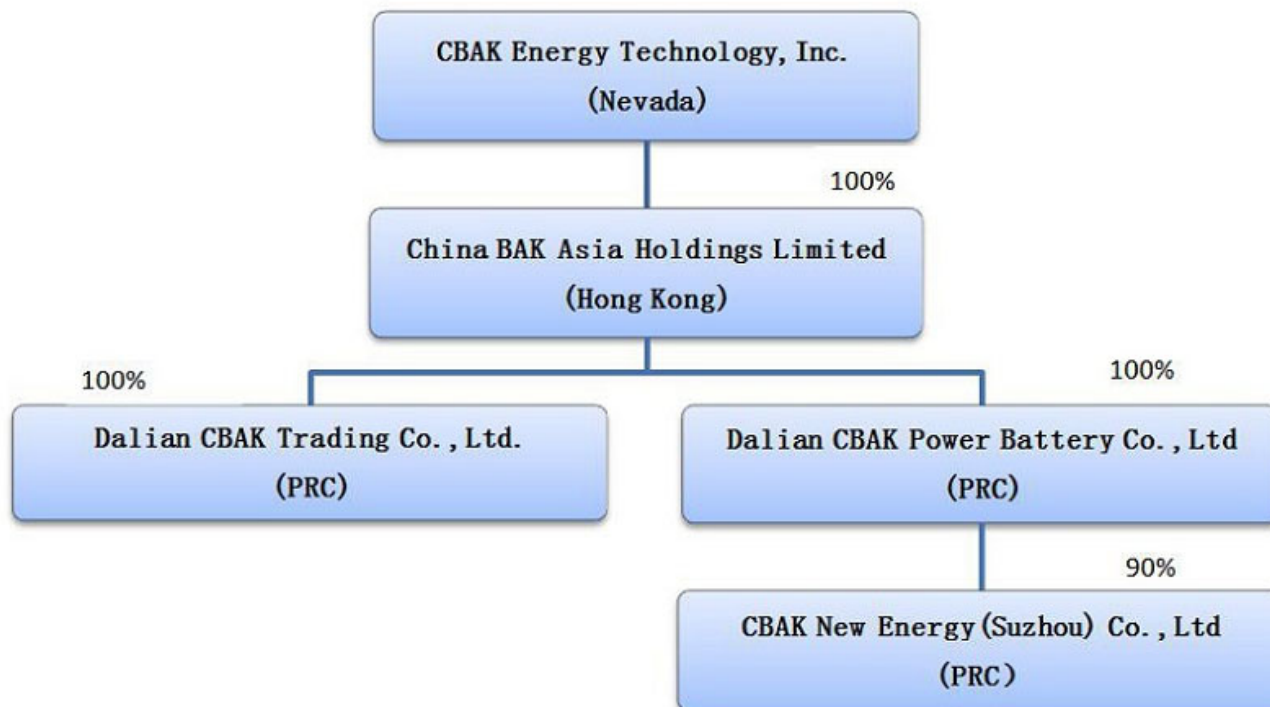 CBAK Energy Technology, Inc.
(Nevada)
100%
China BAK Asia Holdings Limited
(Hong Kong)
100%
100%
Dalian CBAK Trading Co.,Ltd.
(PRC)
Dalian CBAK Power Battery Co.,Ltd
(PRC)
90%
CBAK New Energy(Suzhou) Co.,Ltd
(PRC)